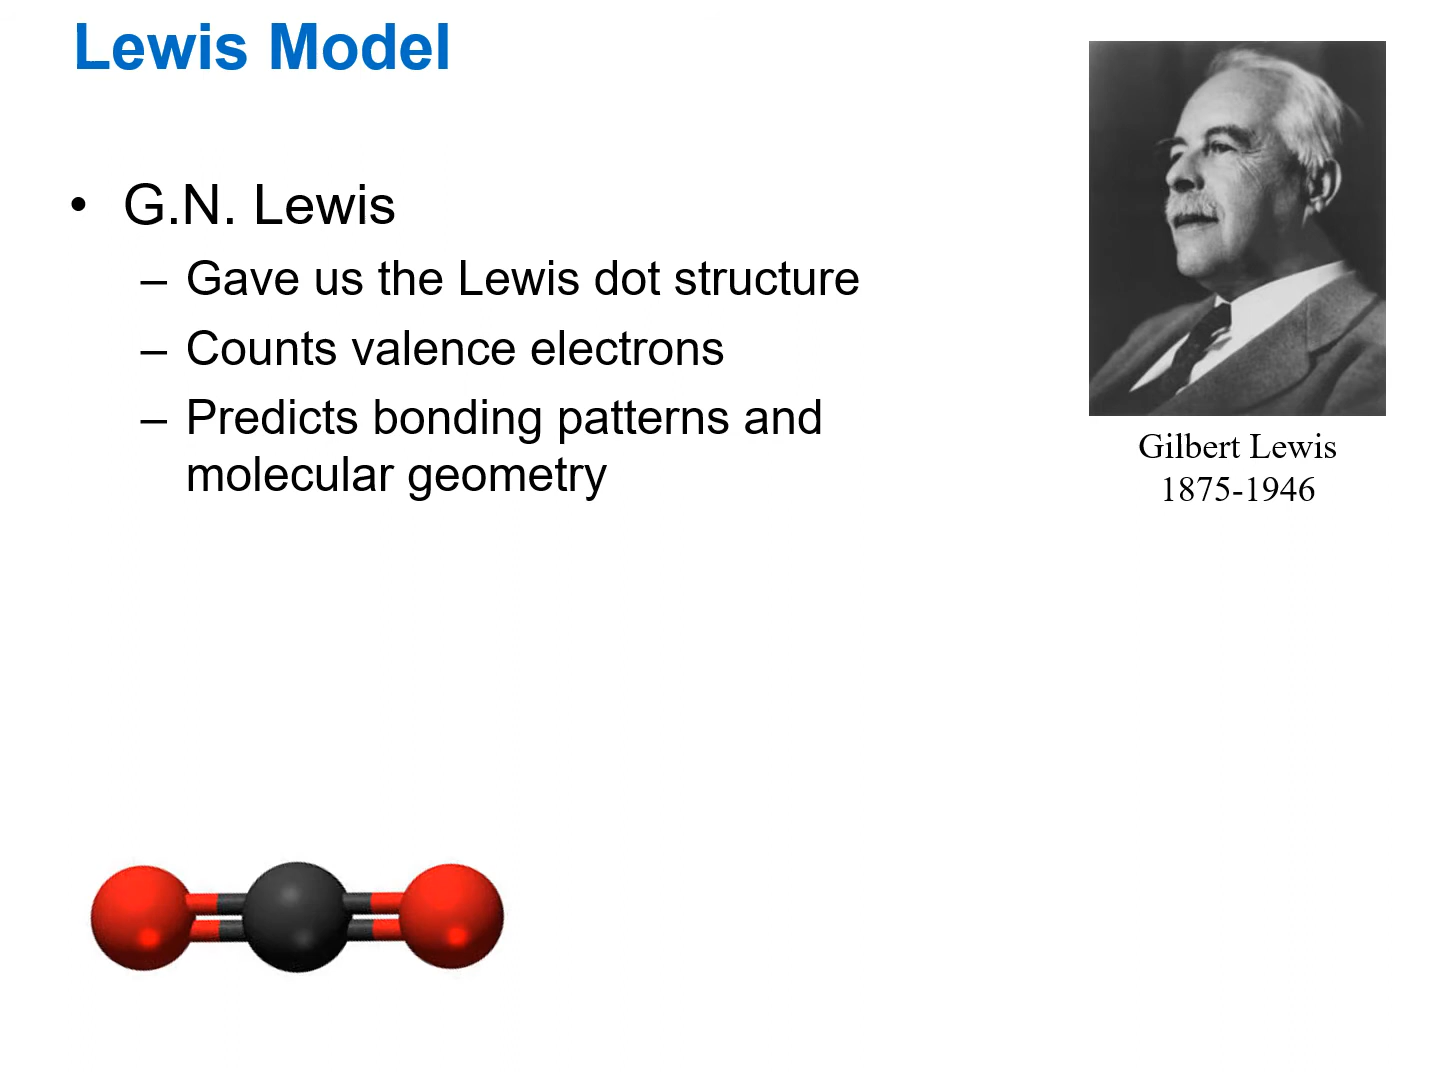 Lewis Model
• G.N. Lewis
– Gave us the Lewis dot structure
– Counts valence electrons
– Predicts bonding patterns and
molecular geometry
Gilbert Lewis
1875-1946